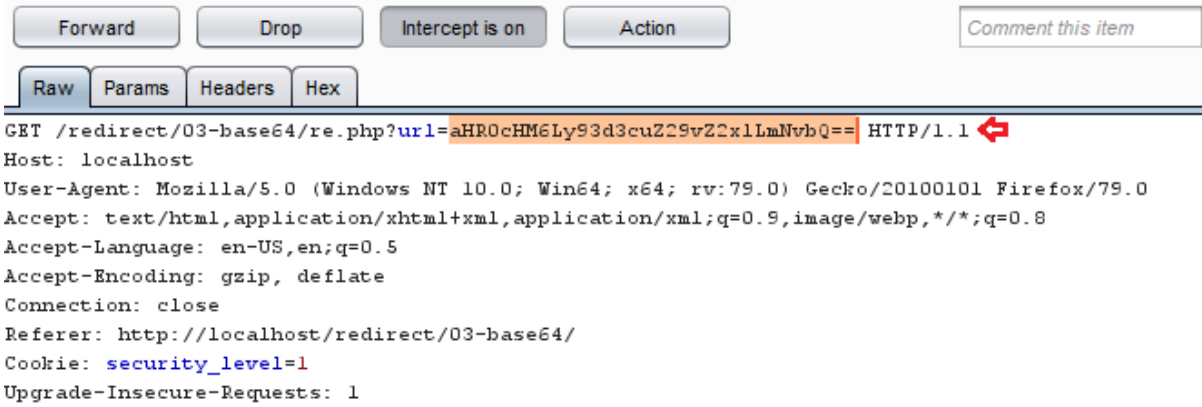 Forward Drop Intercept is on Action Comment this item
Raw Params Headers Hex
GET /redirect/03-base64/re.php?url=aHR0cHM6Ly93d3cuZ29vZ2xlLmNvbQ== HTTP/1.1
Host: localhost
User-Agent: Mozilla/5.0 (Windows NT 10.0; Win64; x64; rv:79.0) Gecko/20100101 Firefox/79.0
Accept: text/html,application/xhtml+xml,application/xml;q=0.9,image/webp,*/*;q=0.8
Accept-Language: en-US,en;q=0.5
Accept-Encoding: gzip, deflate
Connection: close
Referer: http://localhost/redirect/03-base64/
Cookie: security_level=1
Upgrade-Insecure-Requests: 1